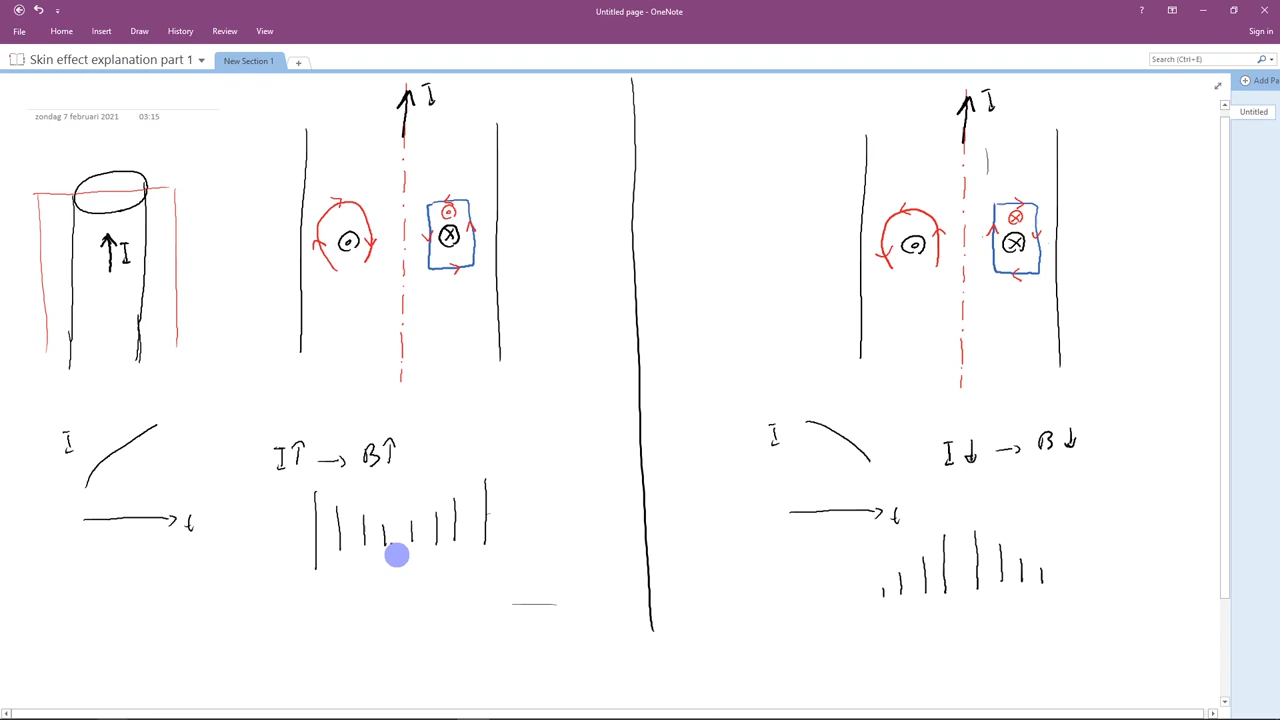 Untitled page - OneNote
?
File
Home
Insert
Draw
History
Review
View
Sign in
Skin effect explanation part 1
New Section 1
+
Search (Ctrl+E)
Add Pa
Untitled
zondag 7 februari 2021 03:15
I
I
I
I
I↑ → B↑
t
I
I↓ → B↓
t